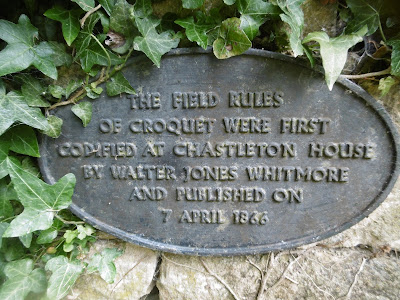 THE FIELD RULES
OF CROQUET WERE FIRST
CODIFIED AT CHASTLETON HOUSE
BY WALTER JONES WHITMORE
AND PUBLISHED ON
7 APRIL 1866